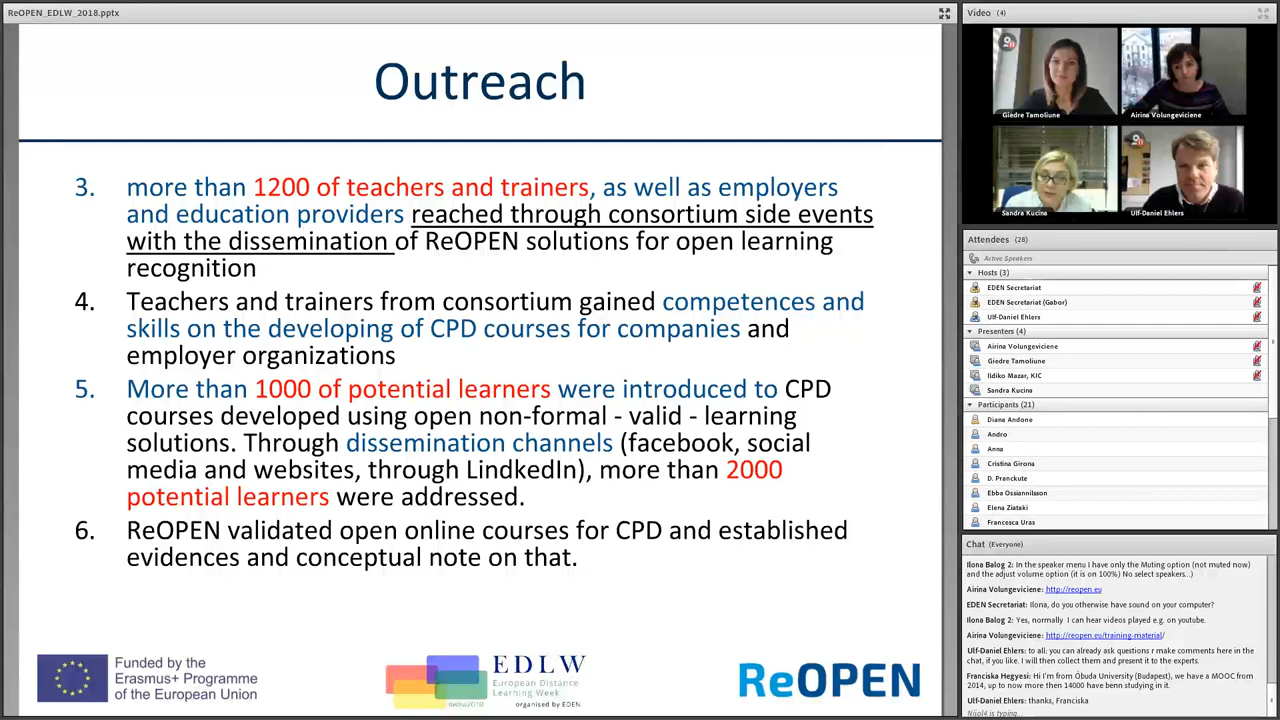 ReOPEN_EDLW_2018.pptx
Outreach
3. more than 1200 of teachers and trainers, as well as employers
and education providers reached through consortium side events
with the dissemination of ReOPEN solutions for open learning
recognition
4. Teachers and trainers from consortium gained competences and
skills on the developing of CPD courses for companies and
employer organizations
5. More than 1000 of potential learners were introduced to CPD
courses developed using open non-formal - valid - learning
solutions. Through dissemination channels (facebook, social
media and websites, through LindkedIn), more than 2000
potential learners were addressed.
6. ReOPEN validated open online courses for CPD and established
evidences and conceptual note on that.
Funded by the
Erasmus+ Programme
of the European Union
EDLW
European Distance
Learning Week
#edlw2018
organised by EDEN
ReOPEN
Video (4)
Giedre Tamoliune
Airina Volungeviciene
Sandra Kucina
Ulf-Daniel Ehlers
Attendees (28)
Active Speakers
Hosts (3)
EDEN Secretariat
EDEN Secretariat (Gabor)
Ulf-Daniel Ehlers
Presenters (4)
Airina Volungeviciene
Giedre Tamoliune
Ildiko Mazar, KIC
Sandra Kucina
Participants (21)
Diana Andone
Andro
Anna
Cristina Girona
D. Pranckute
Ebba Ossiannilsson
Elena Ziataki
Francesca Uras
Chat (Everyone)
Ilona Balog 2: In the speaker menu I have only the Muting option (not muted now)
and the adjust volume option (it is on 100%) No select speakers...)
Airina Volungeviciene: http://reopen.eu
EDEN Secretariat: Ilona, do you otherwise have sound on your computer?
Ilona Balog 2: Yes, normally I can hear videos played e.g. on youtube.
Airina Volungeviciene: http://reopen.eu/training-material/
Ulf-Daniel Ehlers: to all: you can already ask questions r make comments here in the
chat, if you like. I will then collect them and present it to the experts.
Franciska Hegyesi: Hi I'm from Óbuda University (Budapest), we have a MOOC from
2014, up to now more then 14000 have benn studying in it.
Ulf-Daniel Ehlers: thanks, Franciska
Nijol4 is typing...